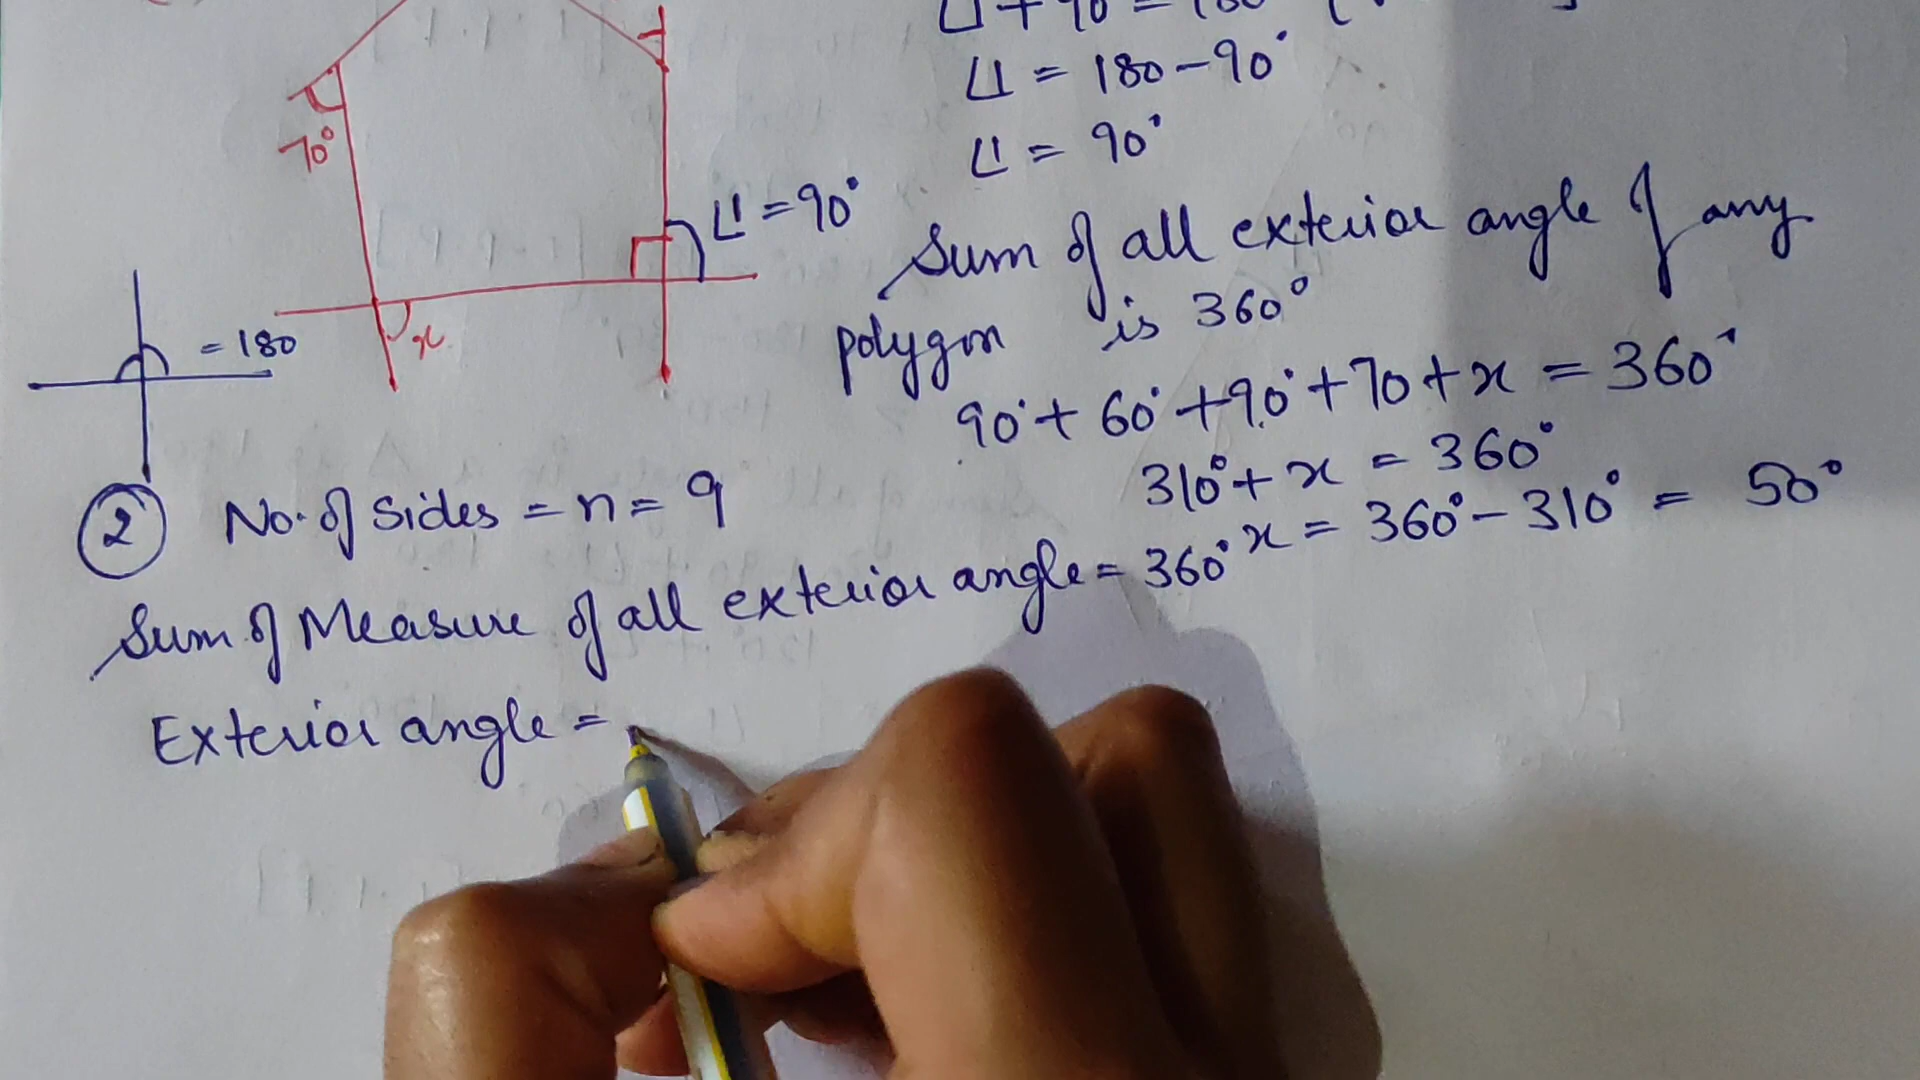 ∠1 = 180 - 90°
∠1 = 90°
70°
∠1 = 90°
x
= 180
Sum of all exterior angle of any
polygon is 360°
90° + 60° + 90° + 70 + x = 360°
310° + x = 360°
x = 360° - 310° = 50°
2 No. of Sides = n = 9
Sum of Measure of all exterior angle = 360°
Exterior angle =